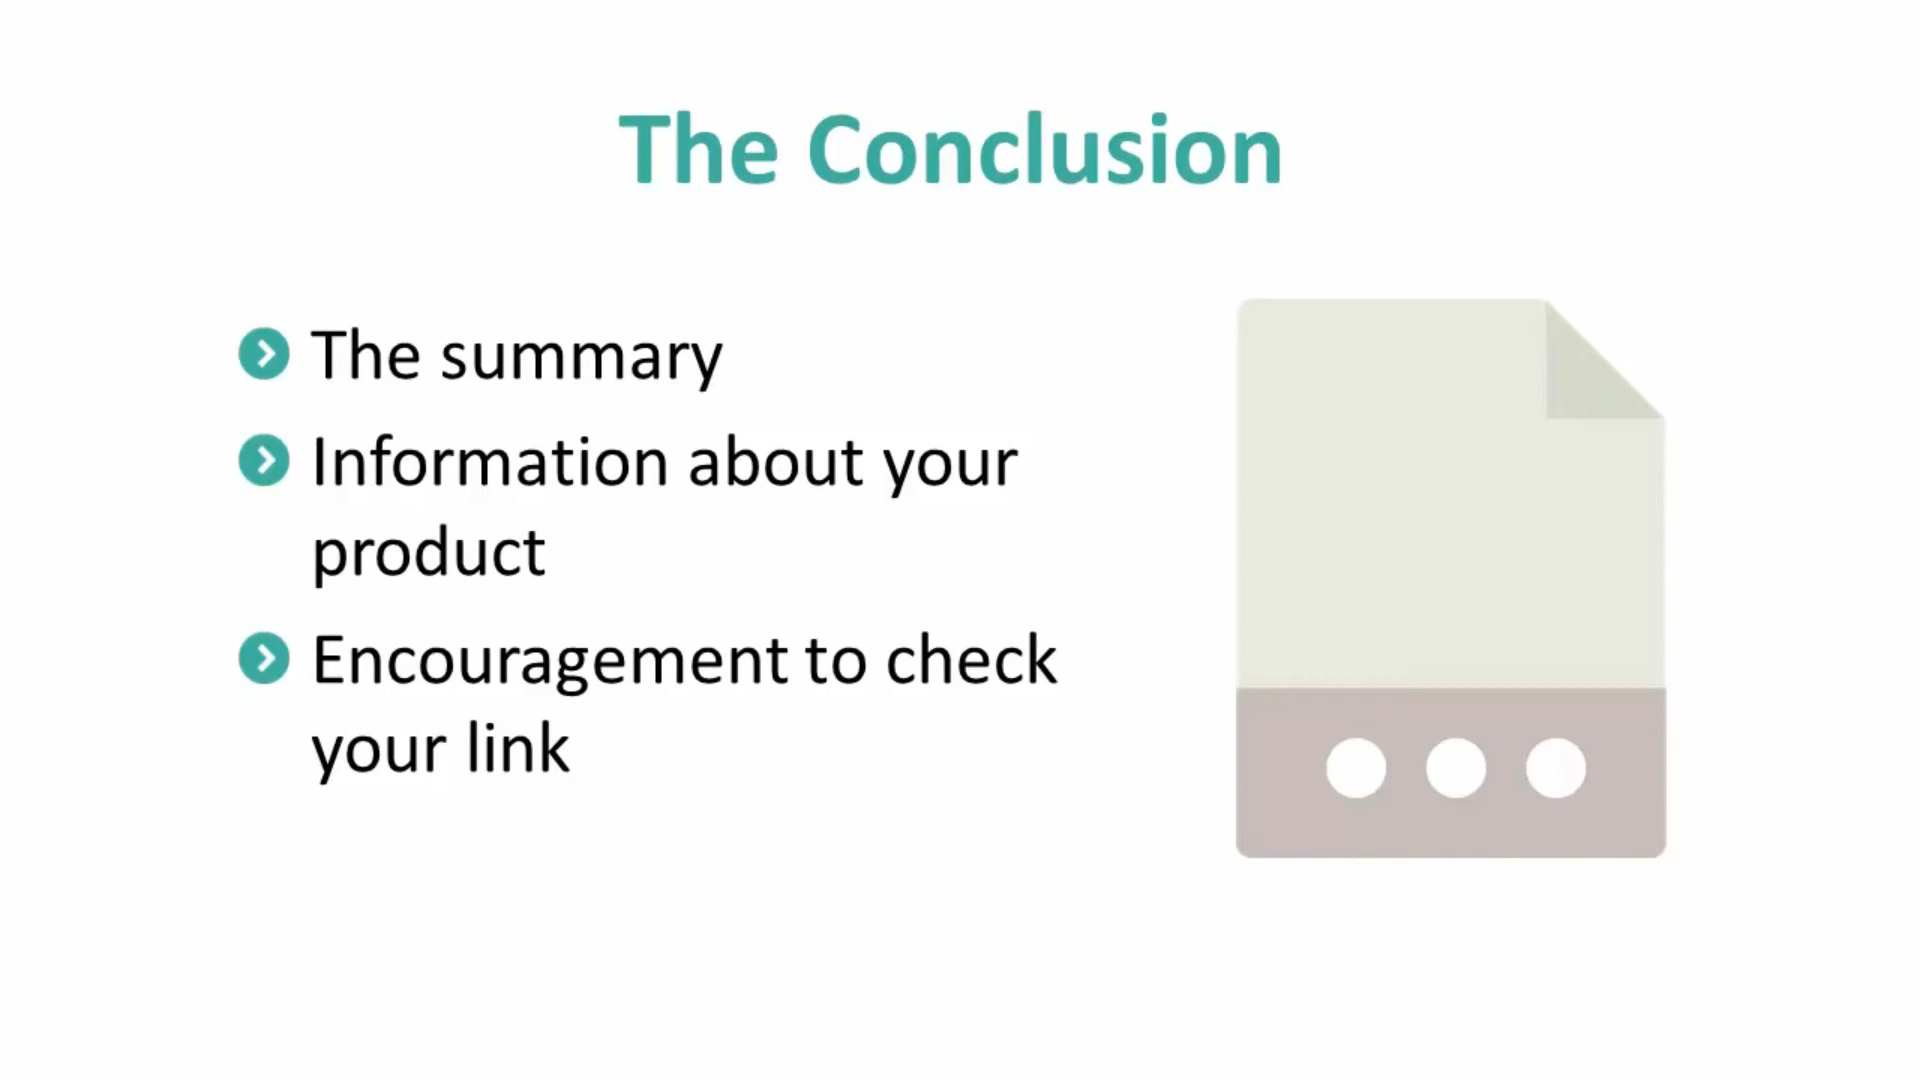 The Conclusion
The summary
Information about your
product
Encouragement to check
your link